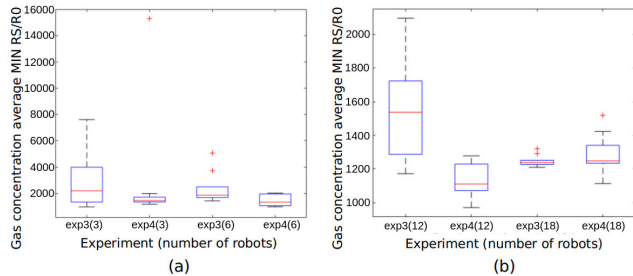 16000
14000
12000
10000
8000
6000
4000
2000
Gas concentration average MIN RS/R0
exp3(3) exp4(3) exp3(6) exp4(6)
Experiment (number of robots)
(a)
2000
1800
1600
1400
1200
1000
Gas concentration average MIN RS/R0
exp3(12) exp4(12) exp3(18) exp4(18)
Experiment (number of robots)
(b)